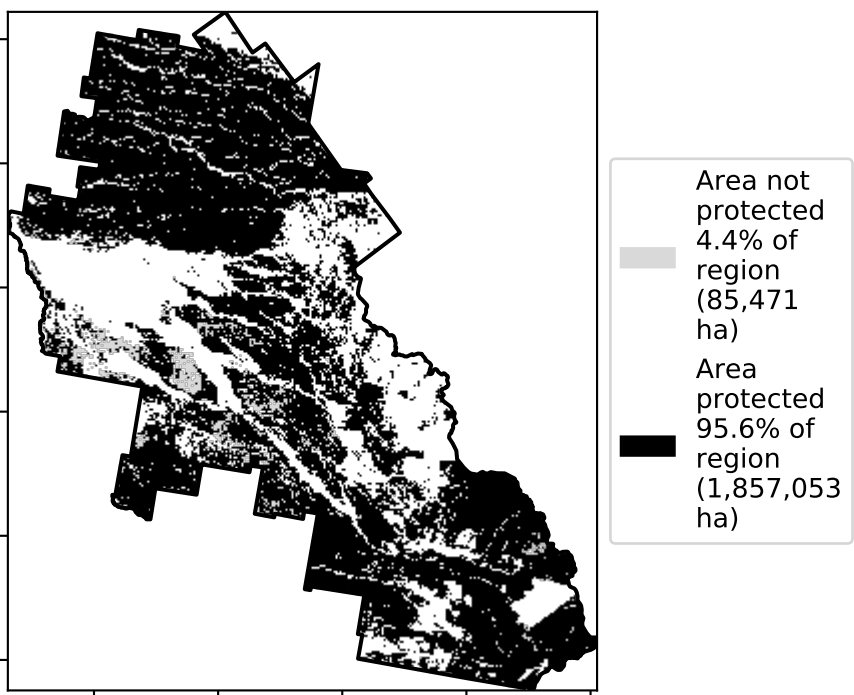 Area not
protected
4.4% of
region
(85,471
ha)
Area
protected
95.6% of
region
(1,857,053
ha)